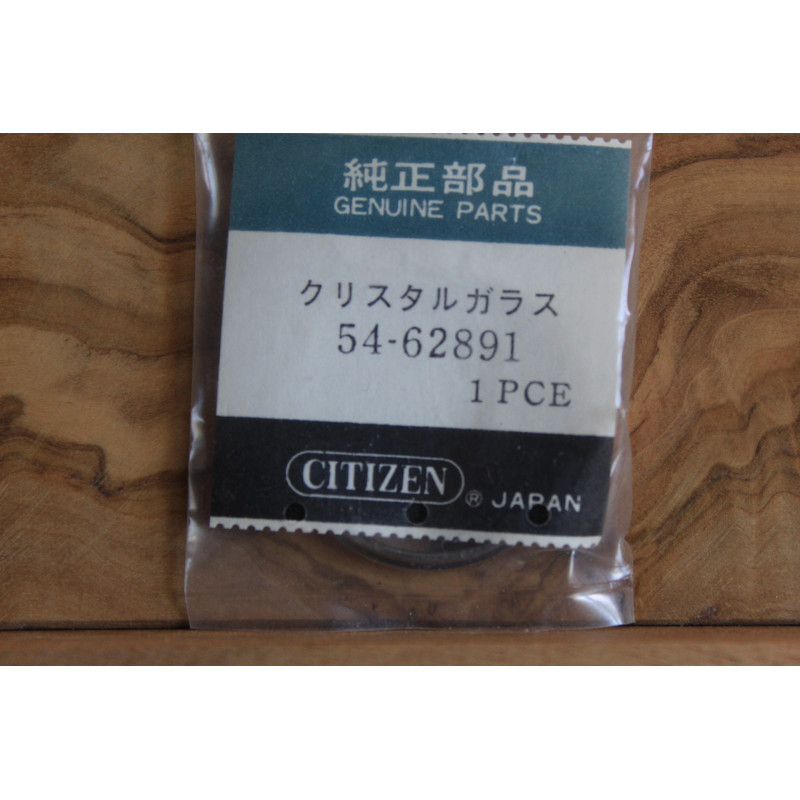 純正部品
GENUINE PARTS
クリスタルガラス
54-62891
1 PCE
CITIZEN ® JAPAN